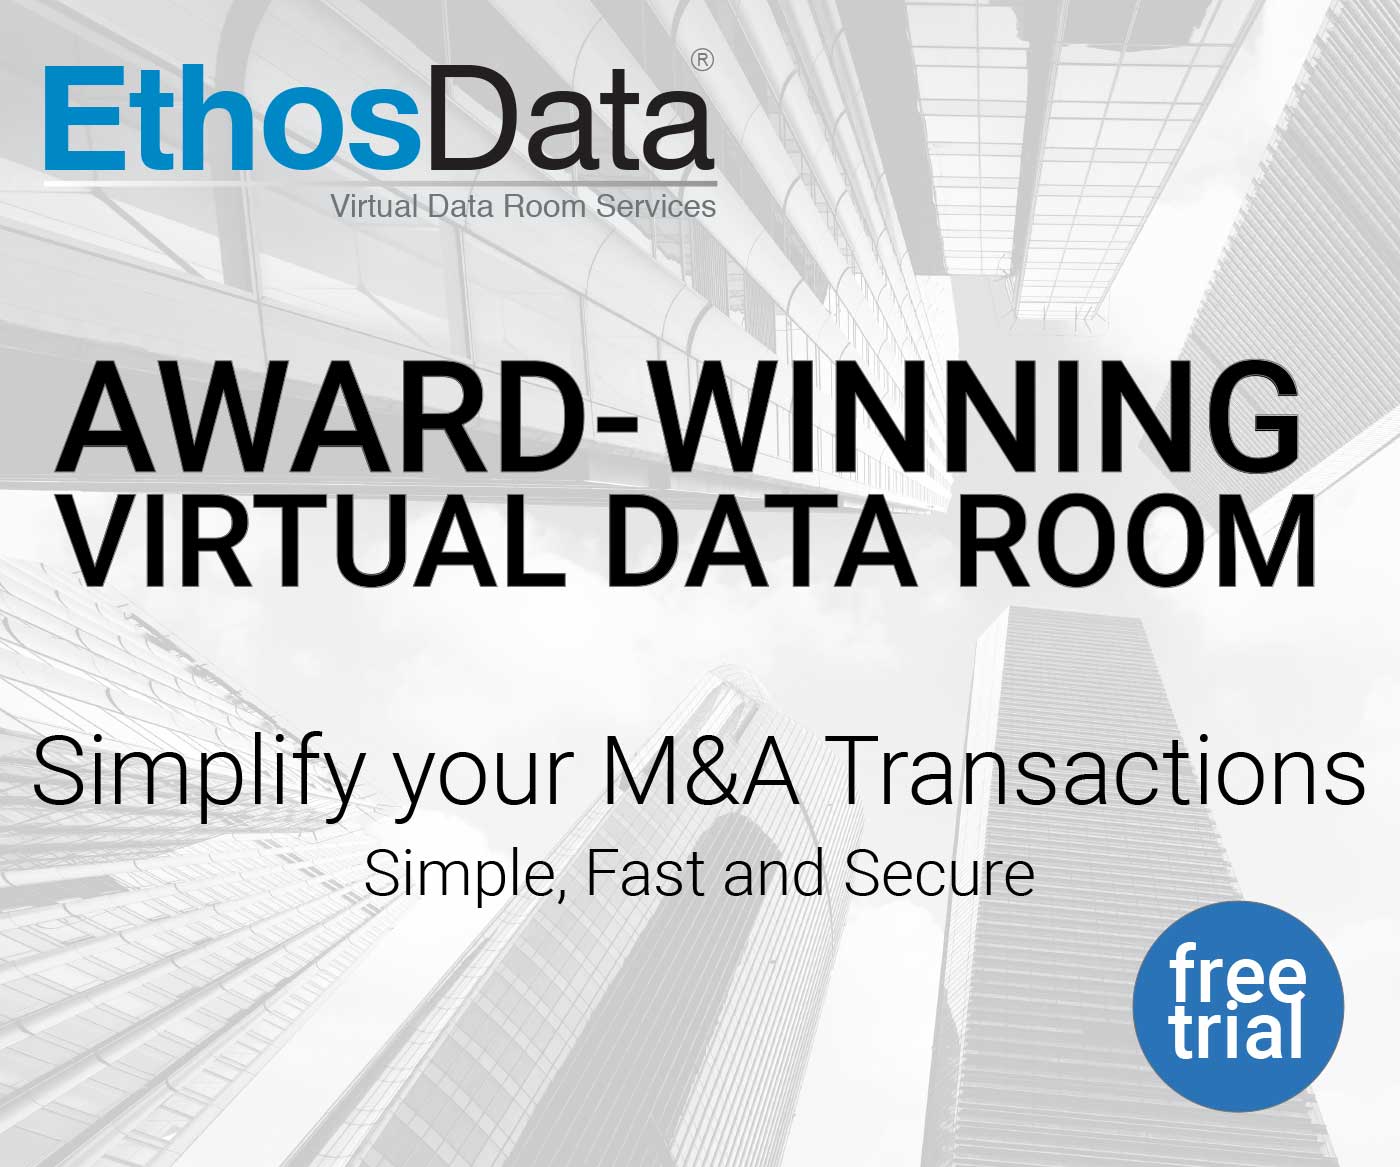 EthosData®
Virtual Data Room Services
AWARD-WINNING
VIRTUAL DATA ROOM
Simplify your M&A Transactions
Simple, Fast and Secure
free
trial